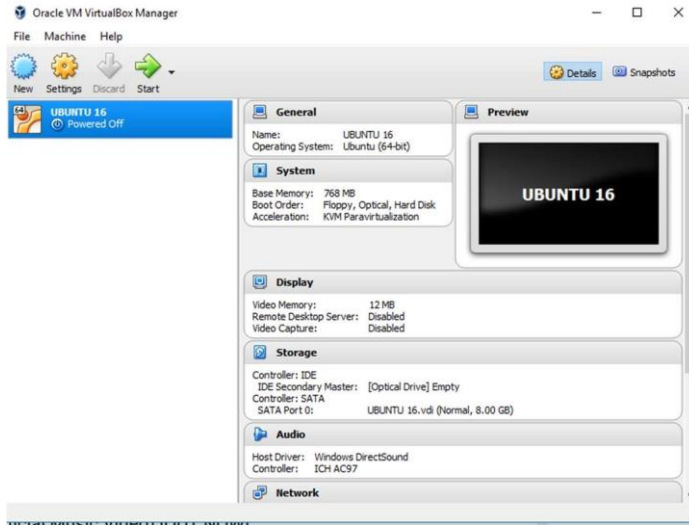 Oracle VM VirtualBox Manager
File Machine Help
New Settings Discard Start
Details Snapshots
64
UBUNTU 16
Powered Off
General
Name: UBUNTU 16
Operating System: Ubuntu (64-bit)
System
Base Memory: 768 MB
Boot Order: Floppy, Optical, Hard Disk
Acceleration: KVM Paravirtualization
Preview
UBUNTU 16
Display
Video Memory: 12 MB
Remote Desktop Server: Disabled
Video Capture: Disabled
Storage
Controller: IDE
IDE Secondary Master: [Optical Drive] Empty
Controller: SATA
SATA Port 0: UBUNTU 16.vdi (Normal, 8.00 GB)
Audio
Host Driver: Windows DirectSound
Controller: ICH AC97
Network